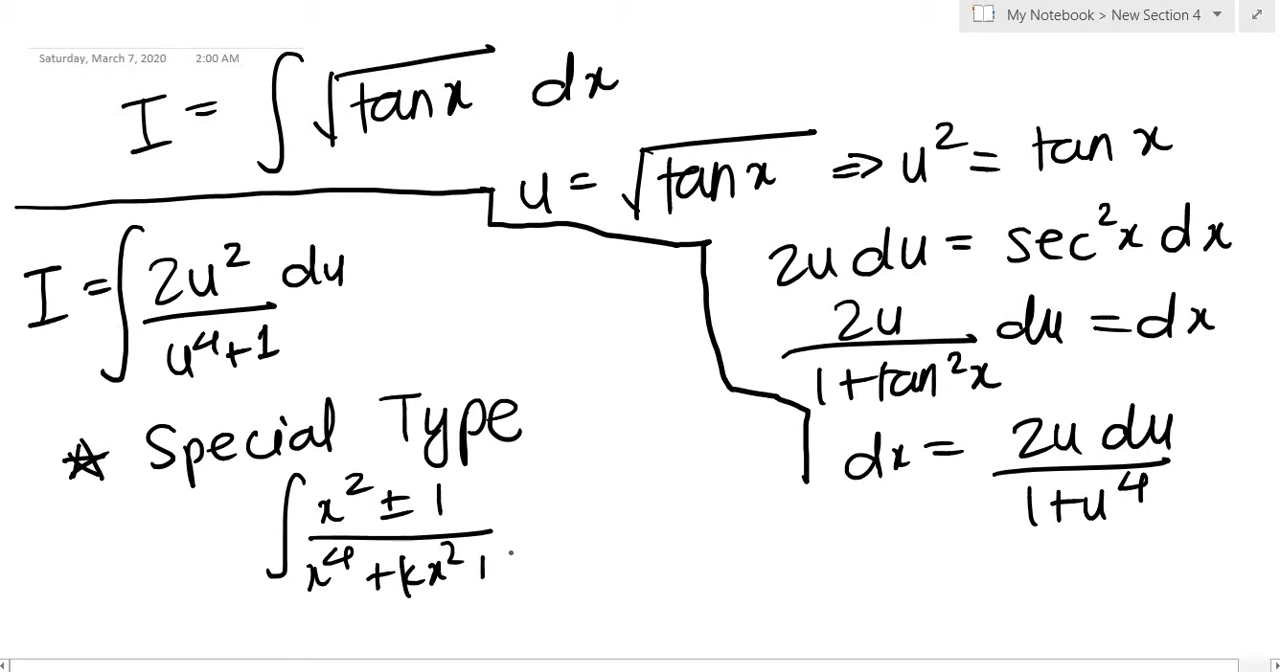 My Notebook > New Section 4
Saturday, March 7, 2020 2:00 AM
I = ∫ √tan x dx
u = √tan x ⇒ u² = tan x
2u du = sec²x dx
2u/(1+tan²x) du = dx
dx = 2u du/(1+u⁴)
I = ∫ 2u²/(u⁴+1) du
☆ Special Type
∫ (x² ± 1)/(x⁴ + kx² 1